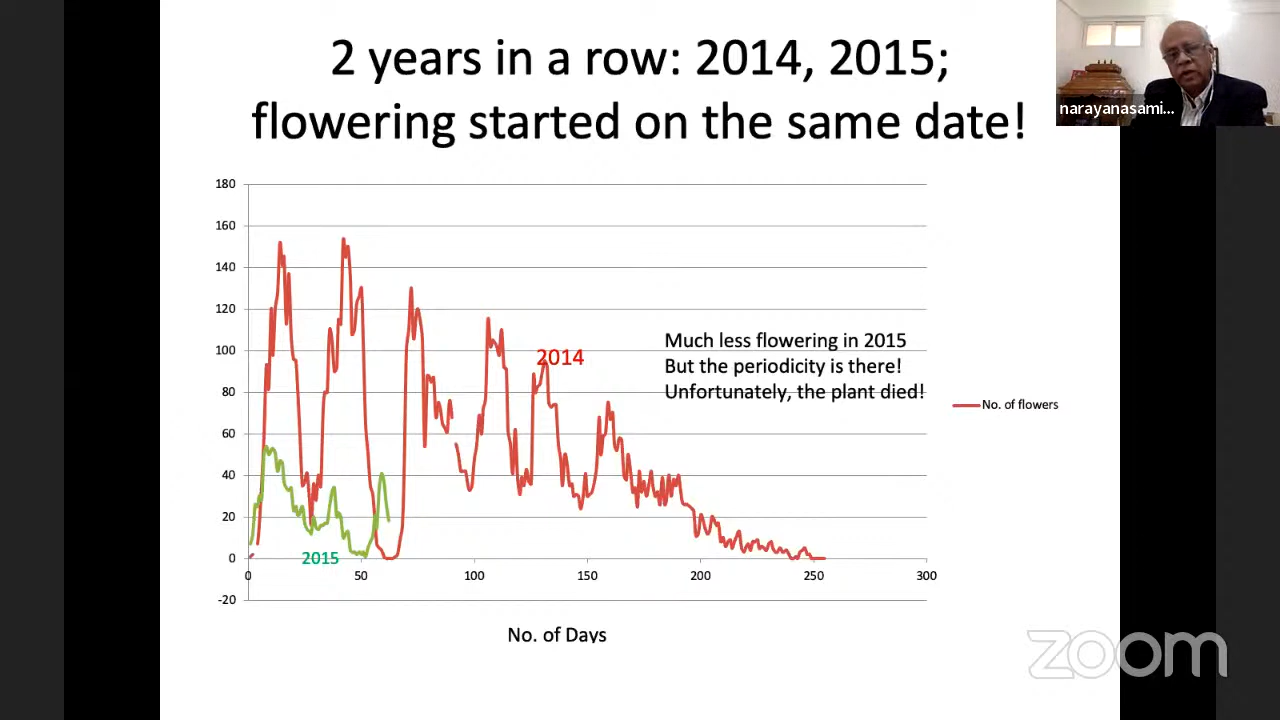 2 years in a row: 2014, 2015;
flowering started on the same date!
narayanasami...
180
160
140
120
100
80
60
40
20
0
-20
0
50
100
150
200
250
300
2014
2015
Much less flowering in 2015
But the periodicity is there!
Unfortunately, the plant died!
No. of flowers
No. of Days
zoom